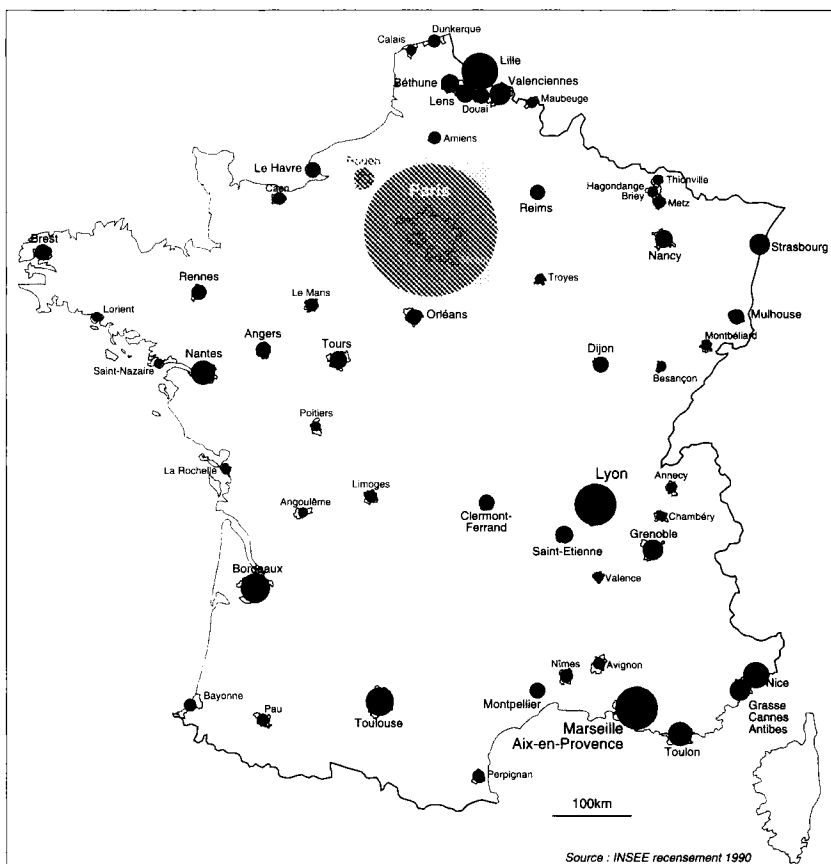 Dunkerque
Calais
Lille
Béthune
Valenciennes
Lens
Douai
Maubeuge
Amiens
Le Havre
Rouen
Caen
Paris
Reims
Thionville
Hagondange
Briey
Metz
Nancy
Strasbourg
Brest
Rennes
Le Mans
Orléans
Troyes
Lorient
Mulhouse
Angers
Tours
Montbéliard
Saint-Nazaire
Nantes
Dijon
Besançon
Poitiers
La Rochelle
Limoges
Angoulême
Lyon
Annecy
Clermont-
Ferrand
Chambéry
Saint-Etienne
Grenoble
Bordeaux
Valence
Nîmes
Avignon
Bayonne
Pau
Toulouse
Montpellier
Nice
Grasse
Cannes
Antibes
Marseille
Aix-en-Provence
Toulon
Perpignan
100km
Source : INSEE recensement 1990